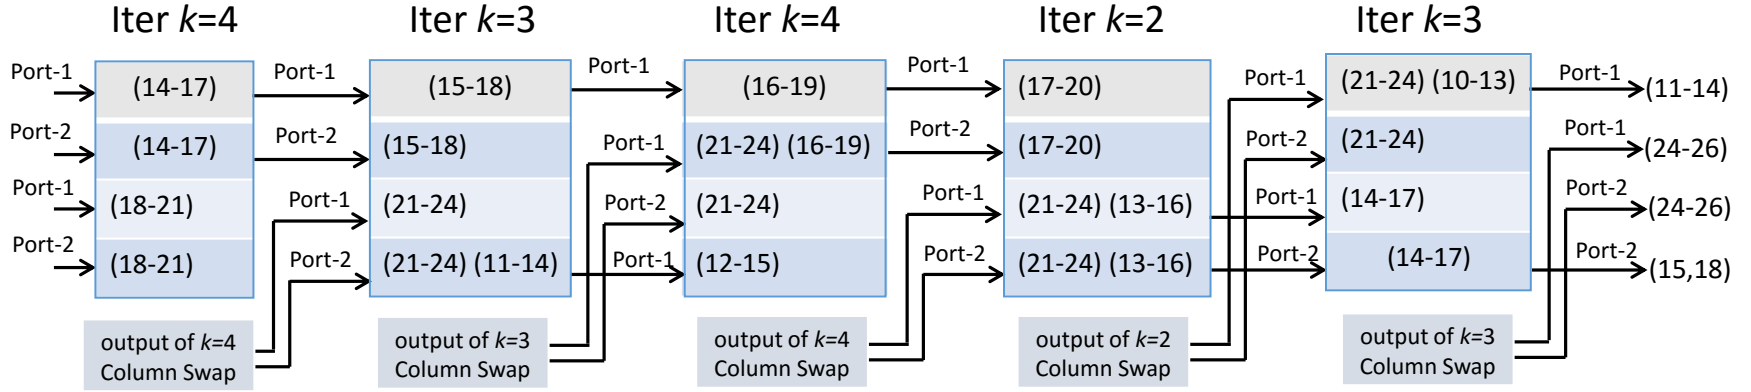 Iter k=4
Iter k=3
Iter k=4
Iter k=2
Iter k=3
Port-1
(14-17)
Port-1
(15-18)
Port-1
(16-19)
Port-1
(17-20)
Port-1
(21-24) (10-13)
Port-1
(11-14)
Port-2
(14-17)
Port-2
(15-18)
Port-1
(21-24) (16-19)
Port-2
(17-20)
Port-2
(21-24)
Port-1
(24-26)
Port-1
(18-21)
Port-1
(21-24)
Port-2
(21-24)
Port-1
(21-24) (13-16)
Port-1
(14-17)
Port-2
(24-26)
Port-2
(18-21)
Port-2
(21-24) (11-14)
Port-1
(12-15)
Port-2
(21-24) (13-16)
Port-2
(14-17)
Port-2
(15,18)
output of k=4
Column Swap
output of k=3
Column Swap
output of k=4
Column Swap
output of k=2
Column Swap
output of k=3
Column Swap